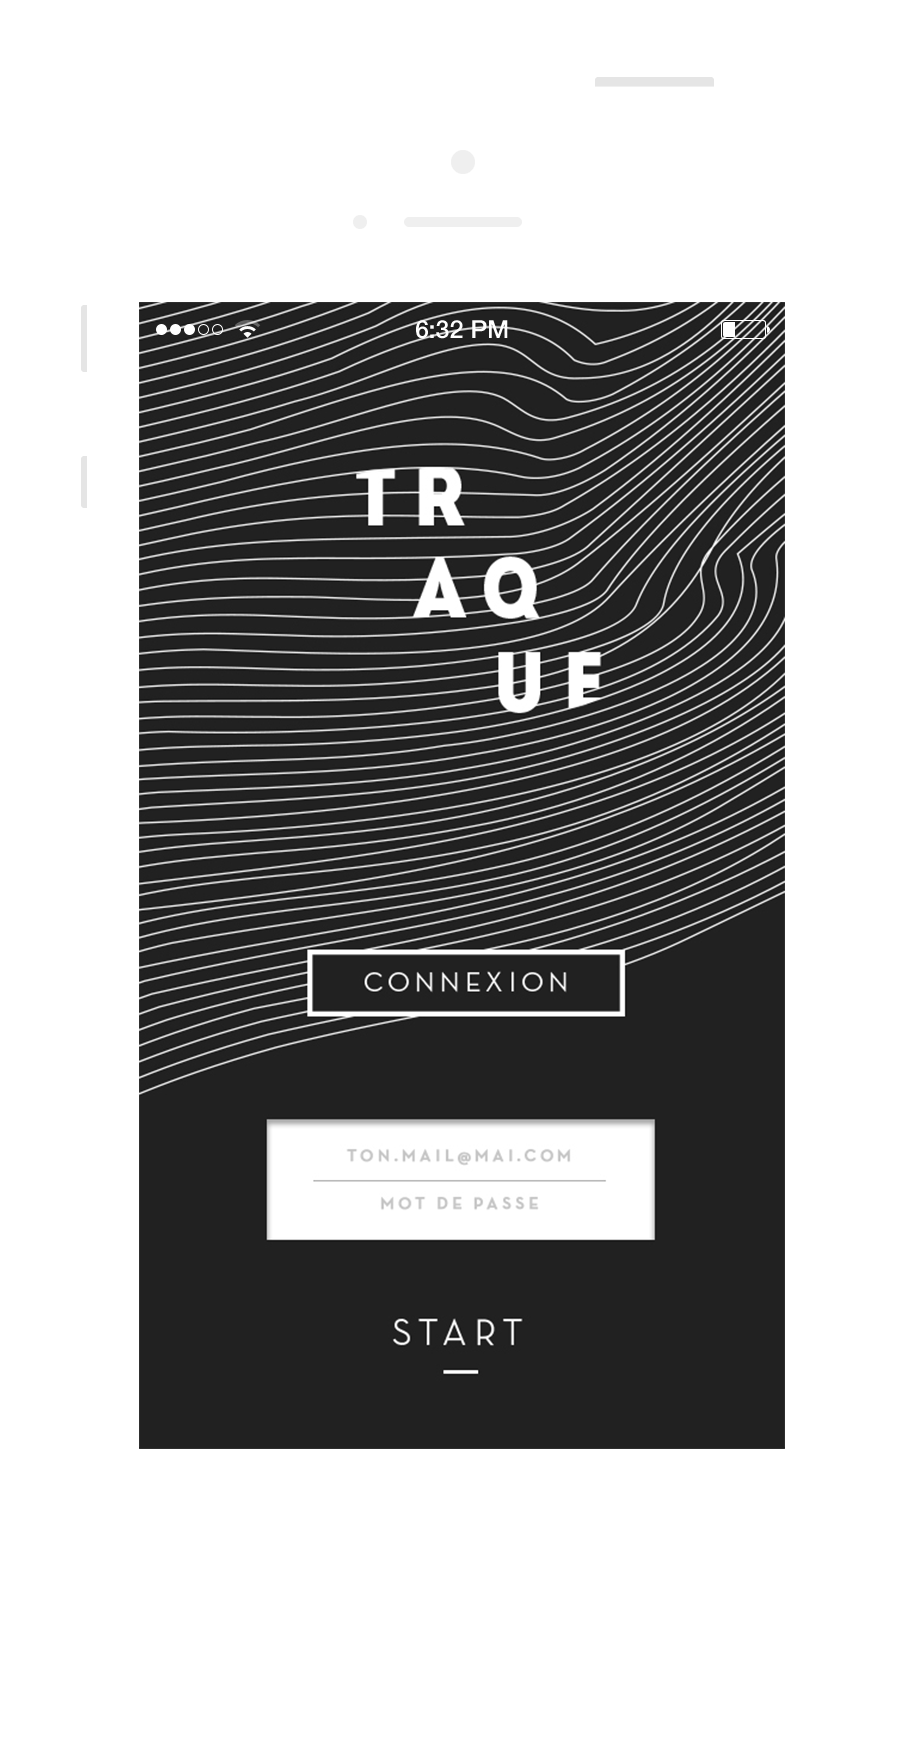 6:32 PM
TR
AQ
UE
CONNEXION
TON.MAIL@MAI.COM
MOT DE PASSE
START